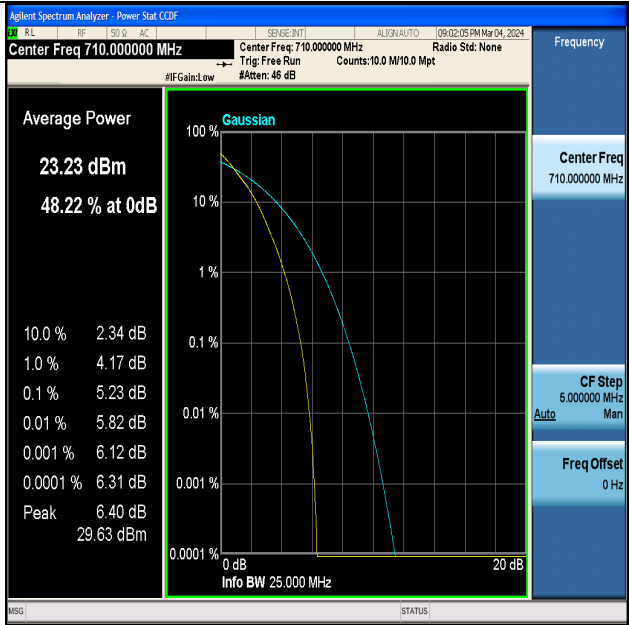 Agilent Spectrum Analyzer - Power Stat CCDF
RL RF 50 Ω AC SENSE:INT ALIGN AUTO 09:02:05 PM Mar 04, 2024
Center Freq 710.000000 MHz
Center Freq: 710.000000 MHz Radio Std: None
Trig: Free Run Counts:10.0 M/10.0 Mpt
#IFGain:Low #Atten: 46 dB
Frequency
Average Power
23.23 dBm
48.22 % at 0dB
10.0 % 2.34 dB
1.0 % 4.17 dB
0.1 % 5.23 dB
0.01 % 5.82 dB
0.001 % 6.12 dB
0.0001 % 6.31 dB
Peak 6.40 dB
29.63 dBm
Gaussian
100 %
10 %
1 %
0.1 %
0.01 %
0.001 %
0.0001 %
0 dB 20 dB
Info BW 25.000 MHz
Center Freq
710.000000 MHz
CF Step
5.000000 MHz
Auto Man
Freq Offset
0 Hz
MSG STATUS